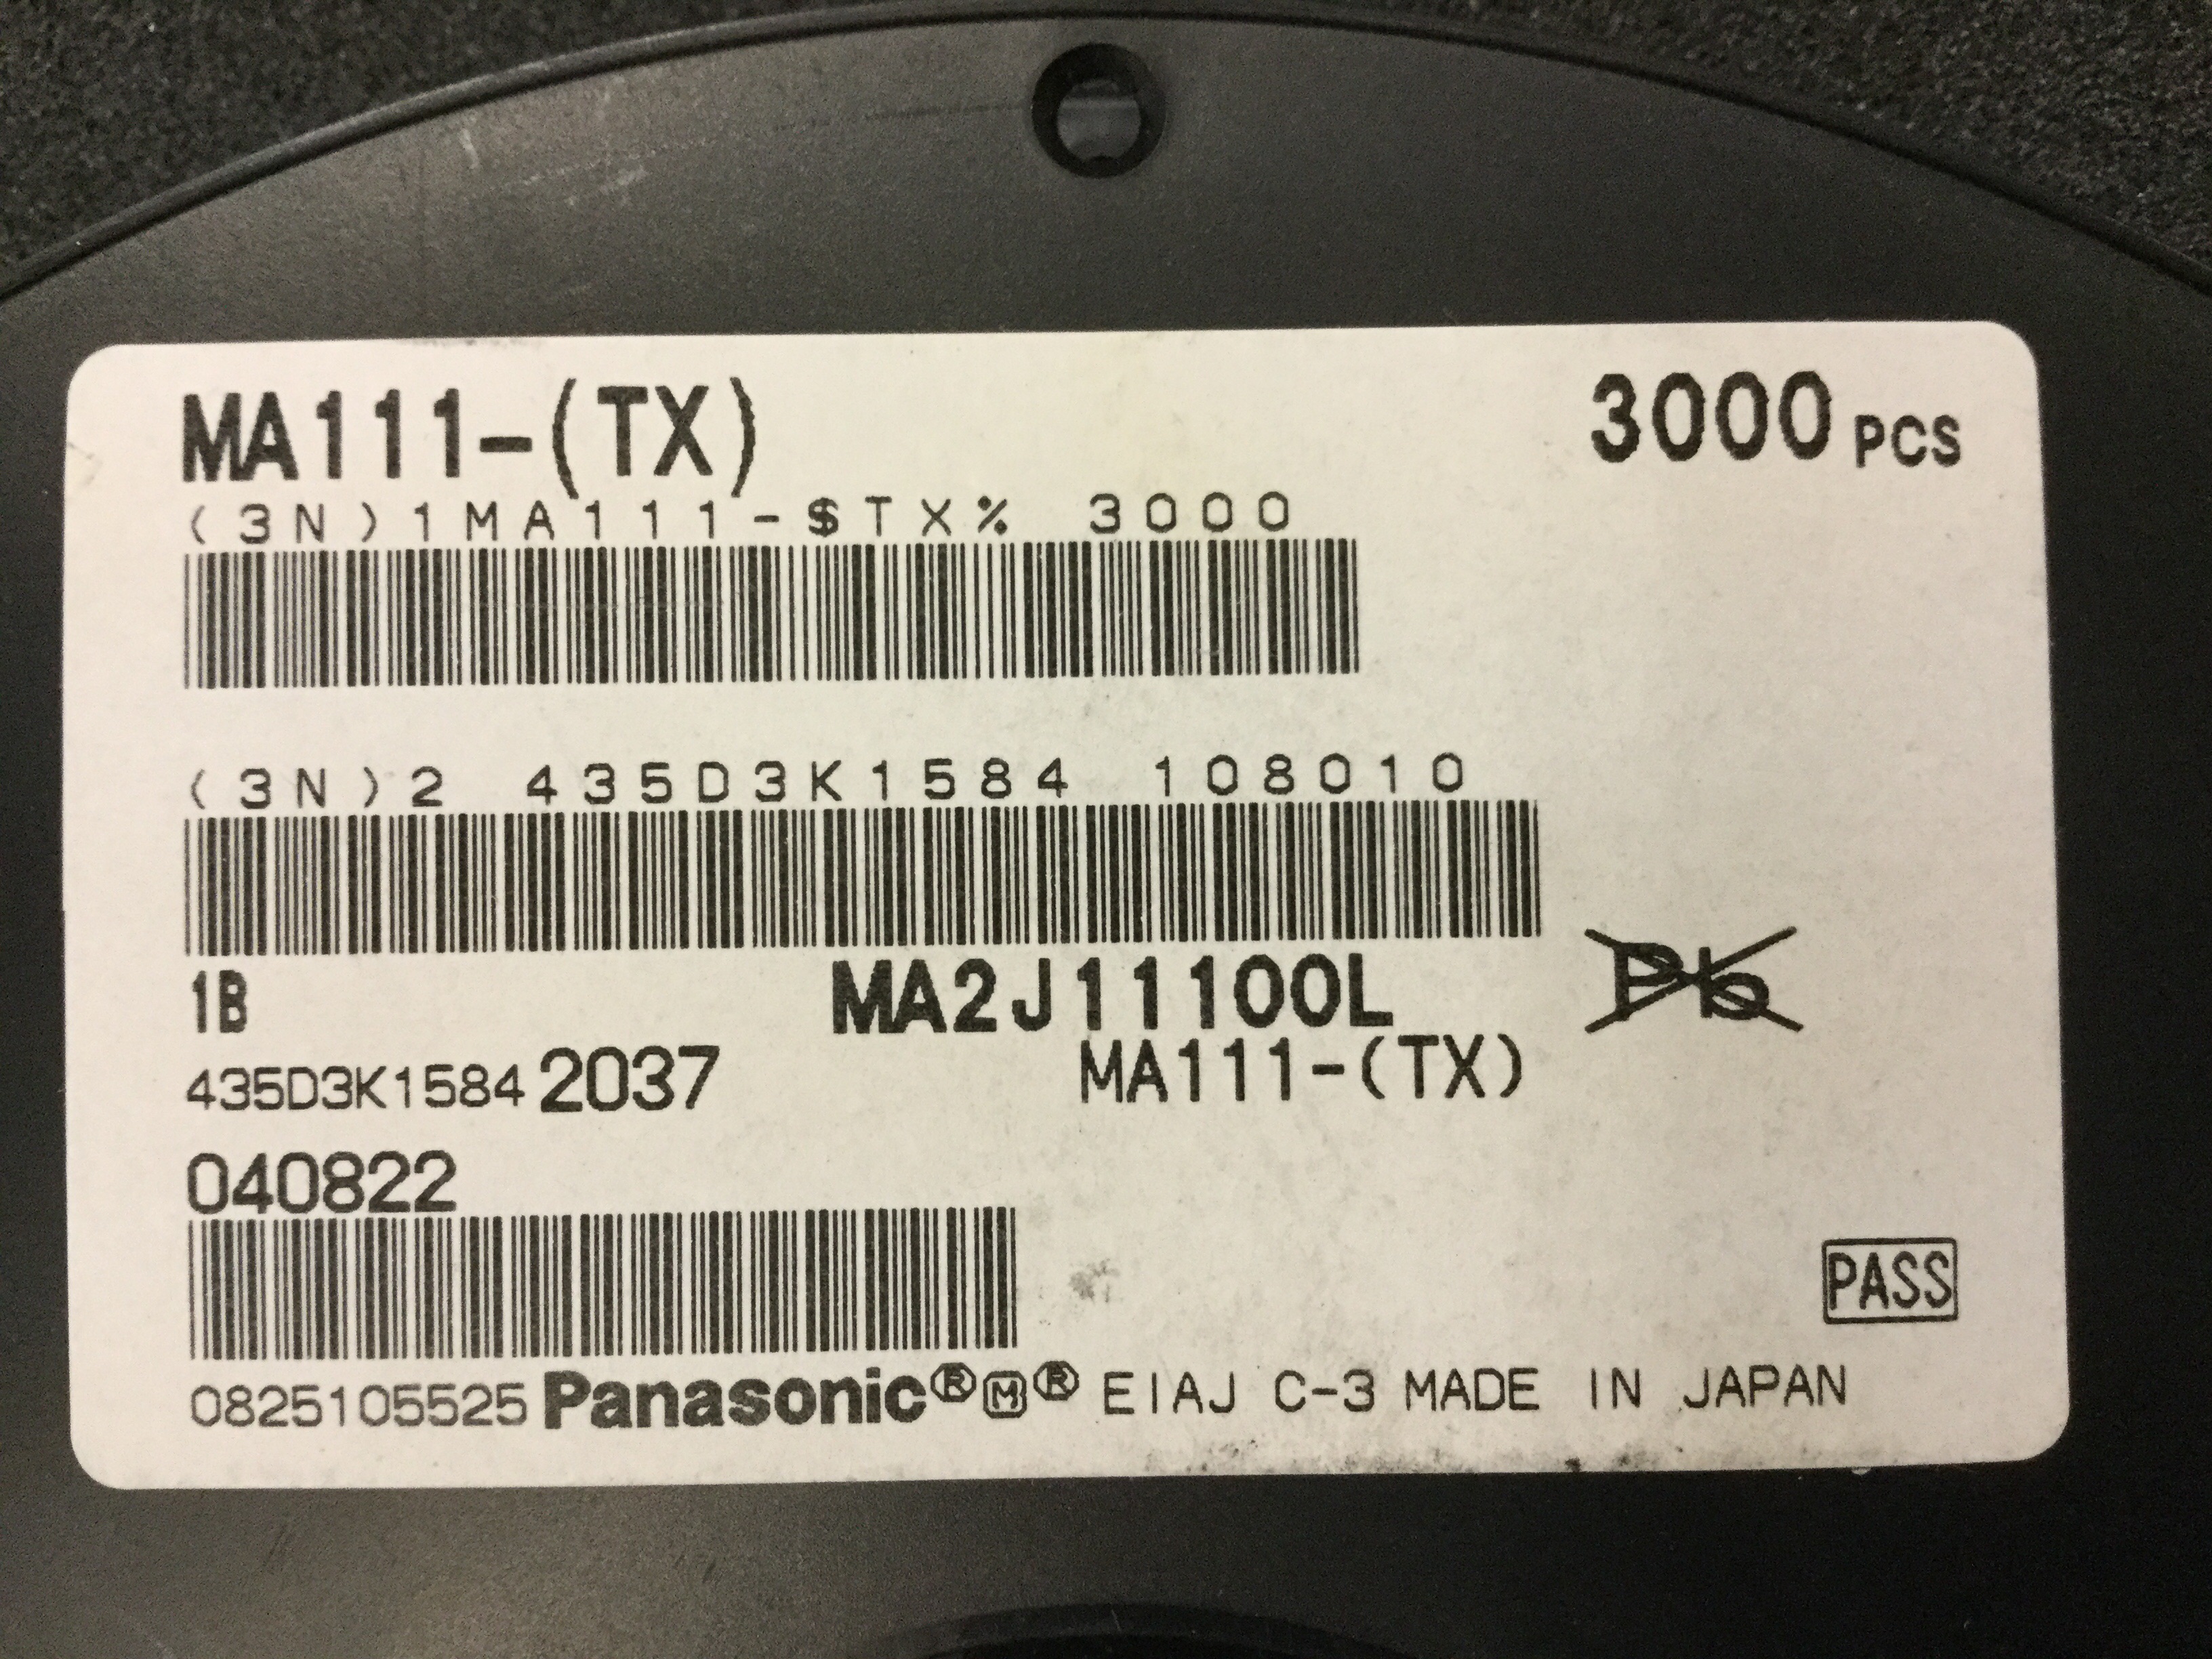 MA111-(TX) 3000 PCS
(3N)1MA111-$TX% 3000
(3N)2 435D3K1584 108010
1B MA2J11100L Pb
435D3K1584 2037 MA111-(TX)
040822
PASS
0825105525 Panasonic®M® EIAJ C-3 MADE IN JAPAN